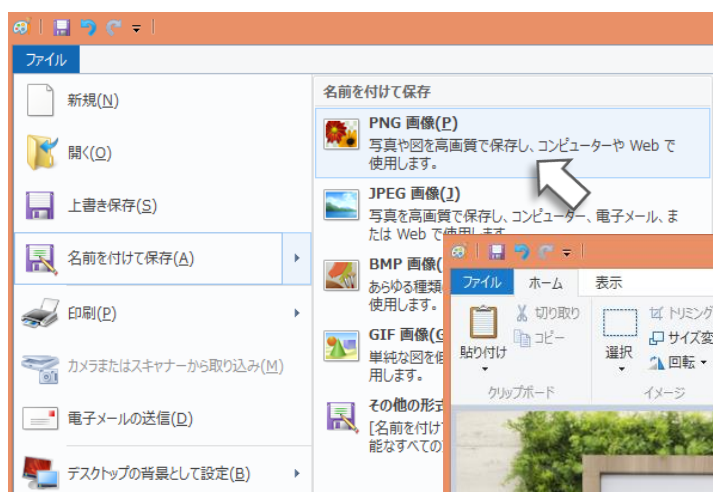 ファイル
新規(N)
開く(O)
上書き保存(S)
名前を付けて保存(A)
印刷(P)
カメラまたはスキャナーから取り込み(M)
電子メールの送信(D)
デスクトップの背景として設定(B)
名前を付けて保存
PNG 画像(P)
写真や図を高画質で保存し、コンピューターや Web で
使用します。
JPEG 画像(J)
写真を高画質で保存し、コンピューター、電子メール、ま
たは Web で使用します
BMP 画像(
あらゆる種類
使用します。
GIF 画像(G
単純な図を低
用します。
その他の形式
[名前を付け
能なすべての
ファイル ホーム 表示
貼り付け
切り取り
コピー
クリップボード
選択
トリミング
サイズ変
回転
イメージ